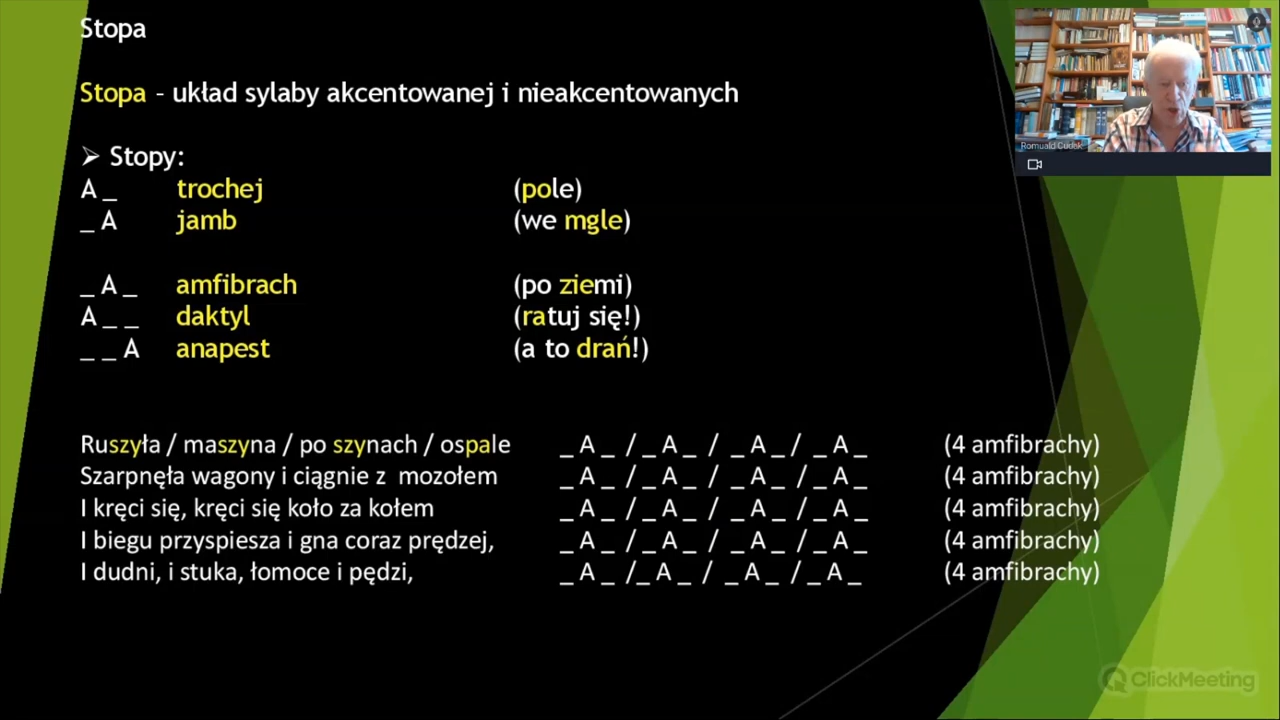 Stopa
Stopa - układ sylaby akcentowanej i nieakcentowanych
➢ Stopy:
A _ trochej (pole)
_ A jamb (we mgle)
_ A _ amfibrach (po ziemi)
A _ _ daktyl (ratuj się!)
_ _ A anapest (a to drań!)
Ruszyła / maszyna / po szynach / ospale _ A _ / _ A _ / _ A _ / _ A _ (4 amfibrachy)
Szarpnęła wagony i ciągnie z mozołem _ A _ / _ A _ / _ A _ / _ A _ (4 amfibrachy)
I kręci się, kręci się koło za kołem _ A _ / _ A _ / _ A _ / _ A _ (4 amfibrachy)
I biegu przyspiesza i gna coraz prędzej, _ A _ / _ A _ / _ A _ / _ A _ (4 amfibrachy)
I dudni, i stuka, łomoce i pędzi, _ A _ / _ A _ / _ A _ / _ A _ (4 amfibrachy)
Romuald Cudak
ClickMeeting